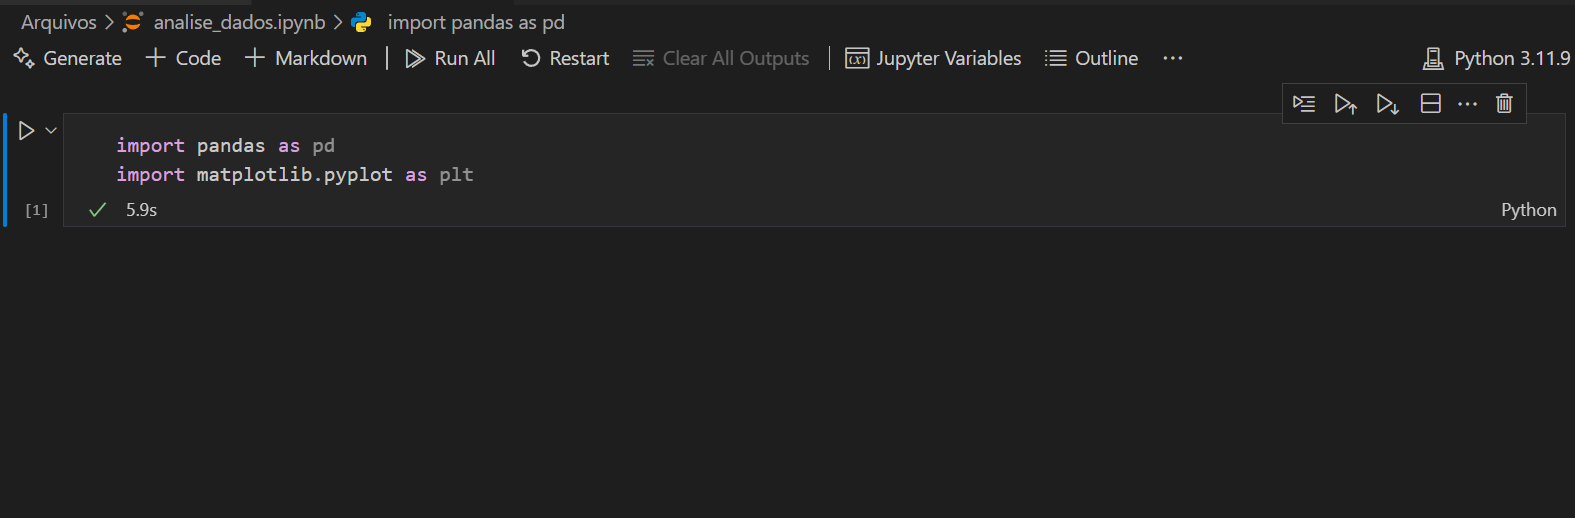 Arquivos > analise_dados.ipynb > import pandas as pd
Generate + Code + Markdown | Run All Restart Clear All Outputs | (x) Jupyter Variables Outline ... Python 3.11.9
import pandas as pd
import matplotlib.pyplot as plt
[1] 5.9s Python